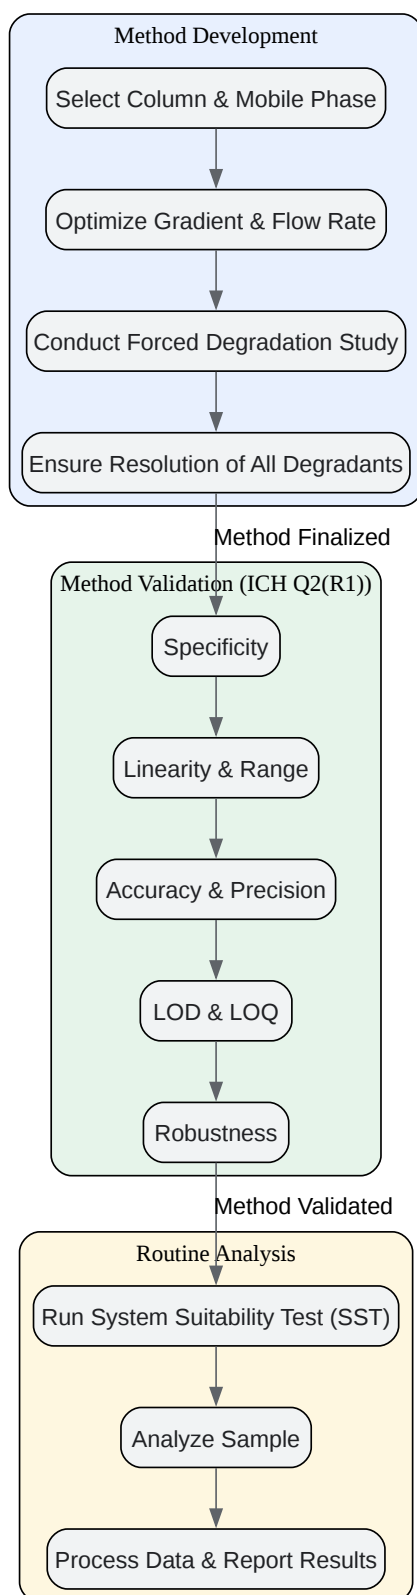 Method Development
Select Column & Mobile Phase
Optimize Gradient & Flow Rate
Conduct Forced Degradation Study
Ensure Resolution of All Degradants
Method Finalized
Method Validation (ICH Q2(R1))
Specificity
Linearity & Range
Accuracy & Precision
LOD & LOQ
Robustness
Method Validated
Routine Analysis
Run System Suitability Test (SST)
Analyze Sample
Process Data & Report Results